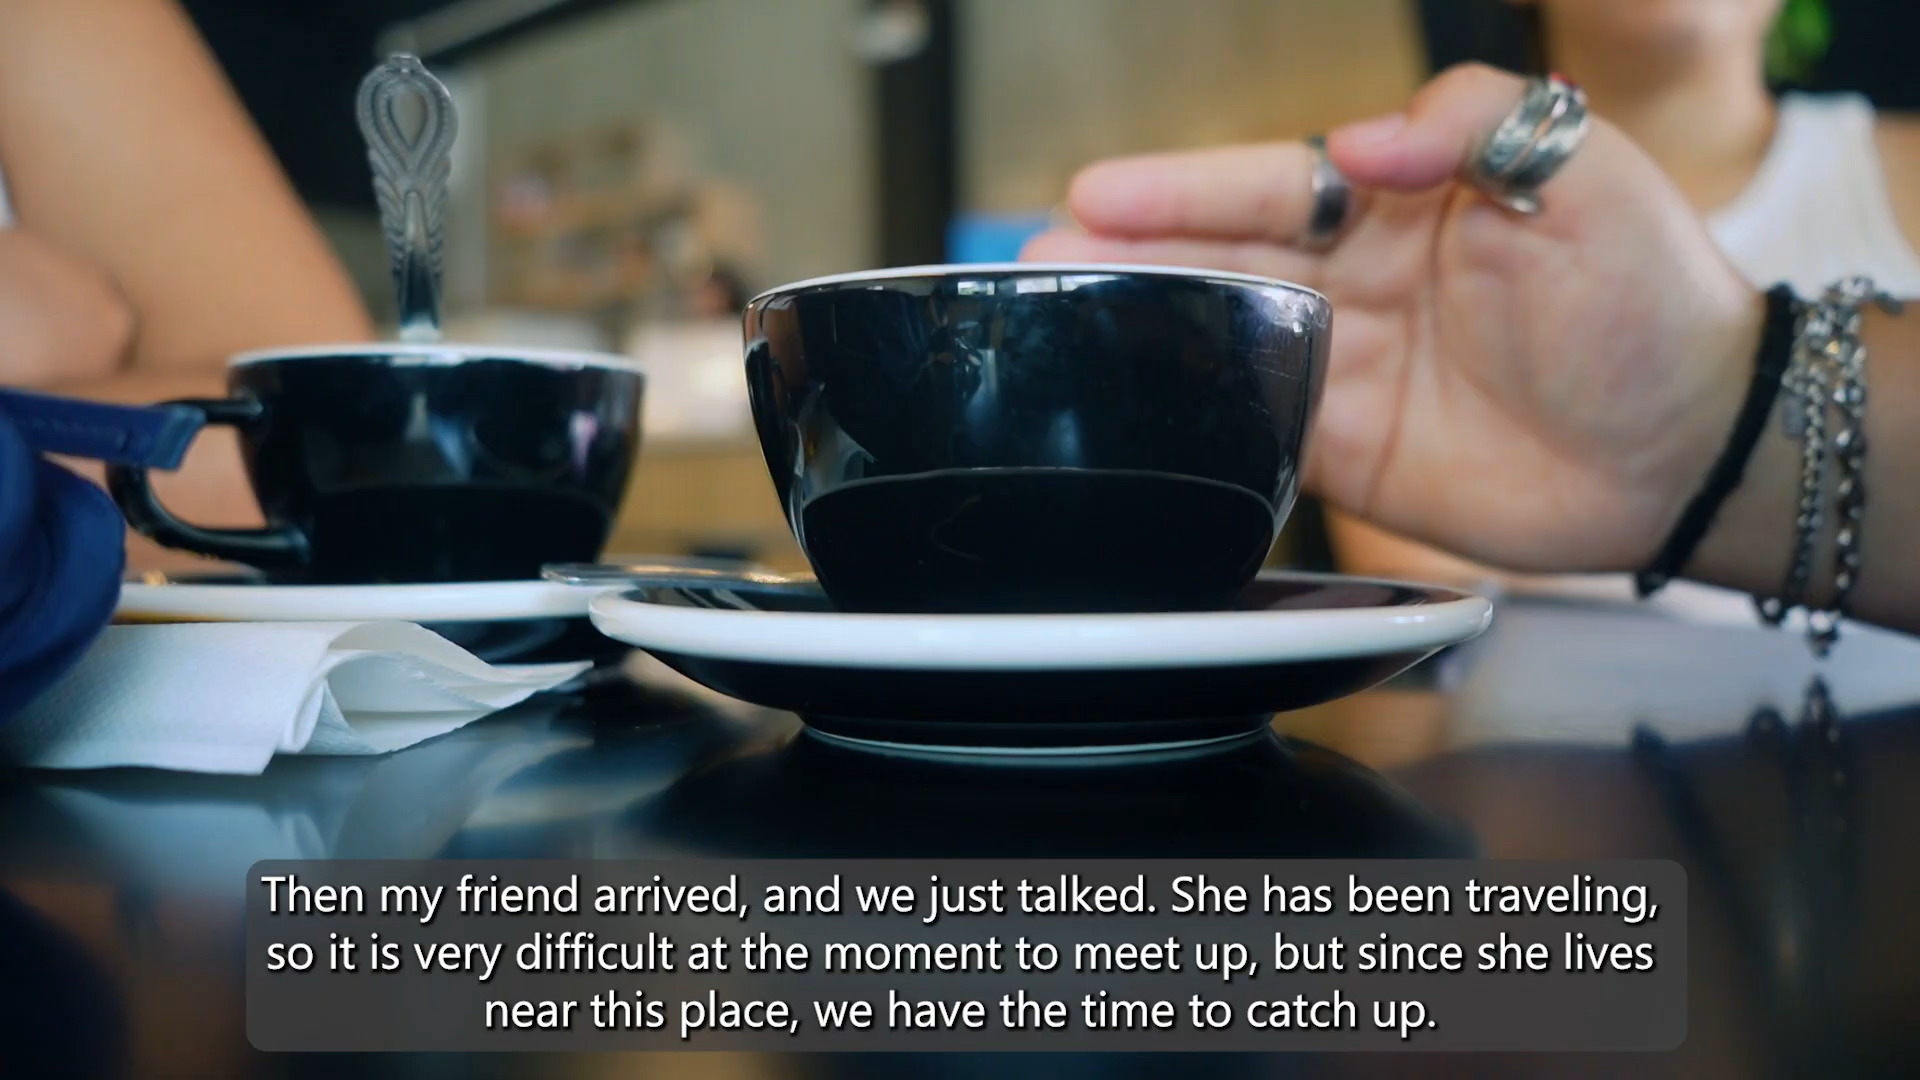 Then my friend arrived, and we just talked. She has been traveling,
so it is very difficult at the moment to meet up, but since she lives
near this place, we have the time to catch up.